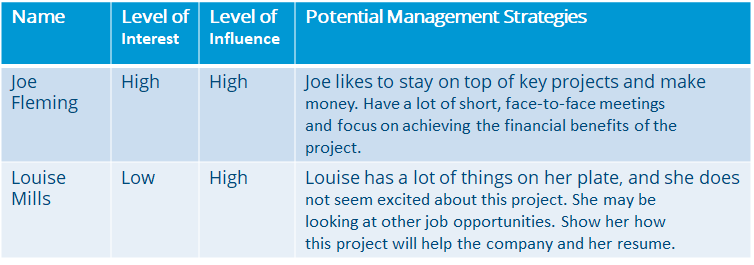 Name Level of Interest Level of Influence Potential Management Strategies
Joe Fleming High High Joe likes to stay on top of key projects and make
money. Have a lot of short, face-to-face meetings
and focus on achieving the financial benefits of the
project.
Louise Mills Low High Louise has a lot of things on her plate, and she does
not seem excited about this project. She may be
looking at other job opportunities. Show her how
this project will help the company and her resume.